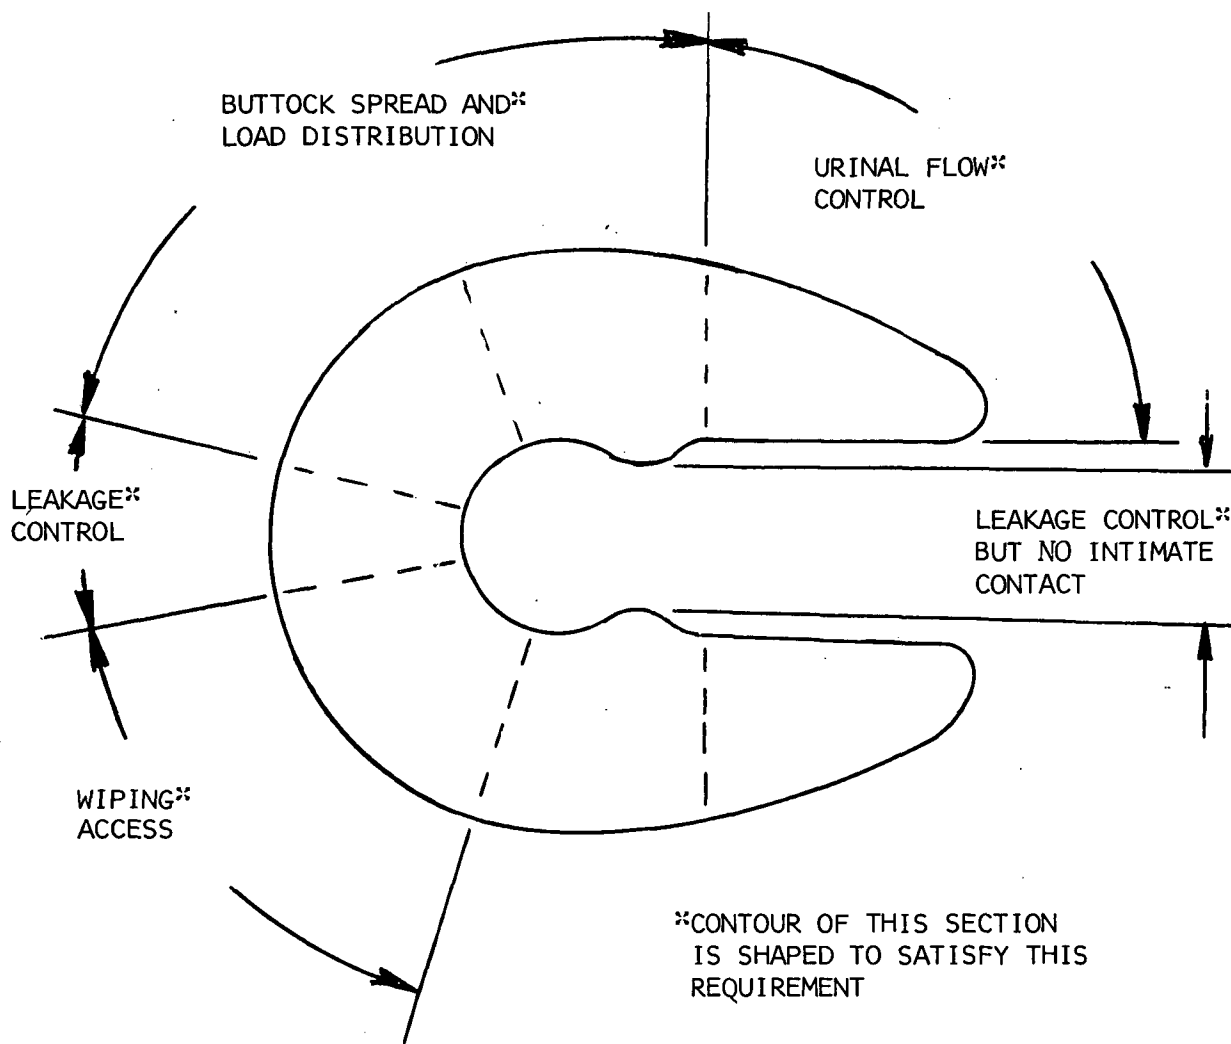 BUTTOCK SPREAD AND*
LOAD DISTRIBUTION
URINAL FLOW*
CONTROL
LEAKAGE*
CONTROL
LEAKAGE CONTROL*
BUT NO INTIMATE
CONTACT
WIPING*
ACCESS
*CONTOUR OF THIS SECTION
IS SHAPED TO SATISFY THIS
REQUIREMENT